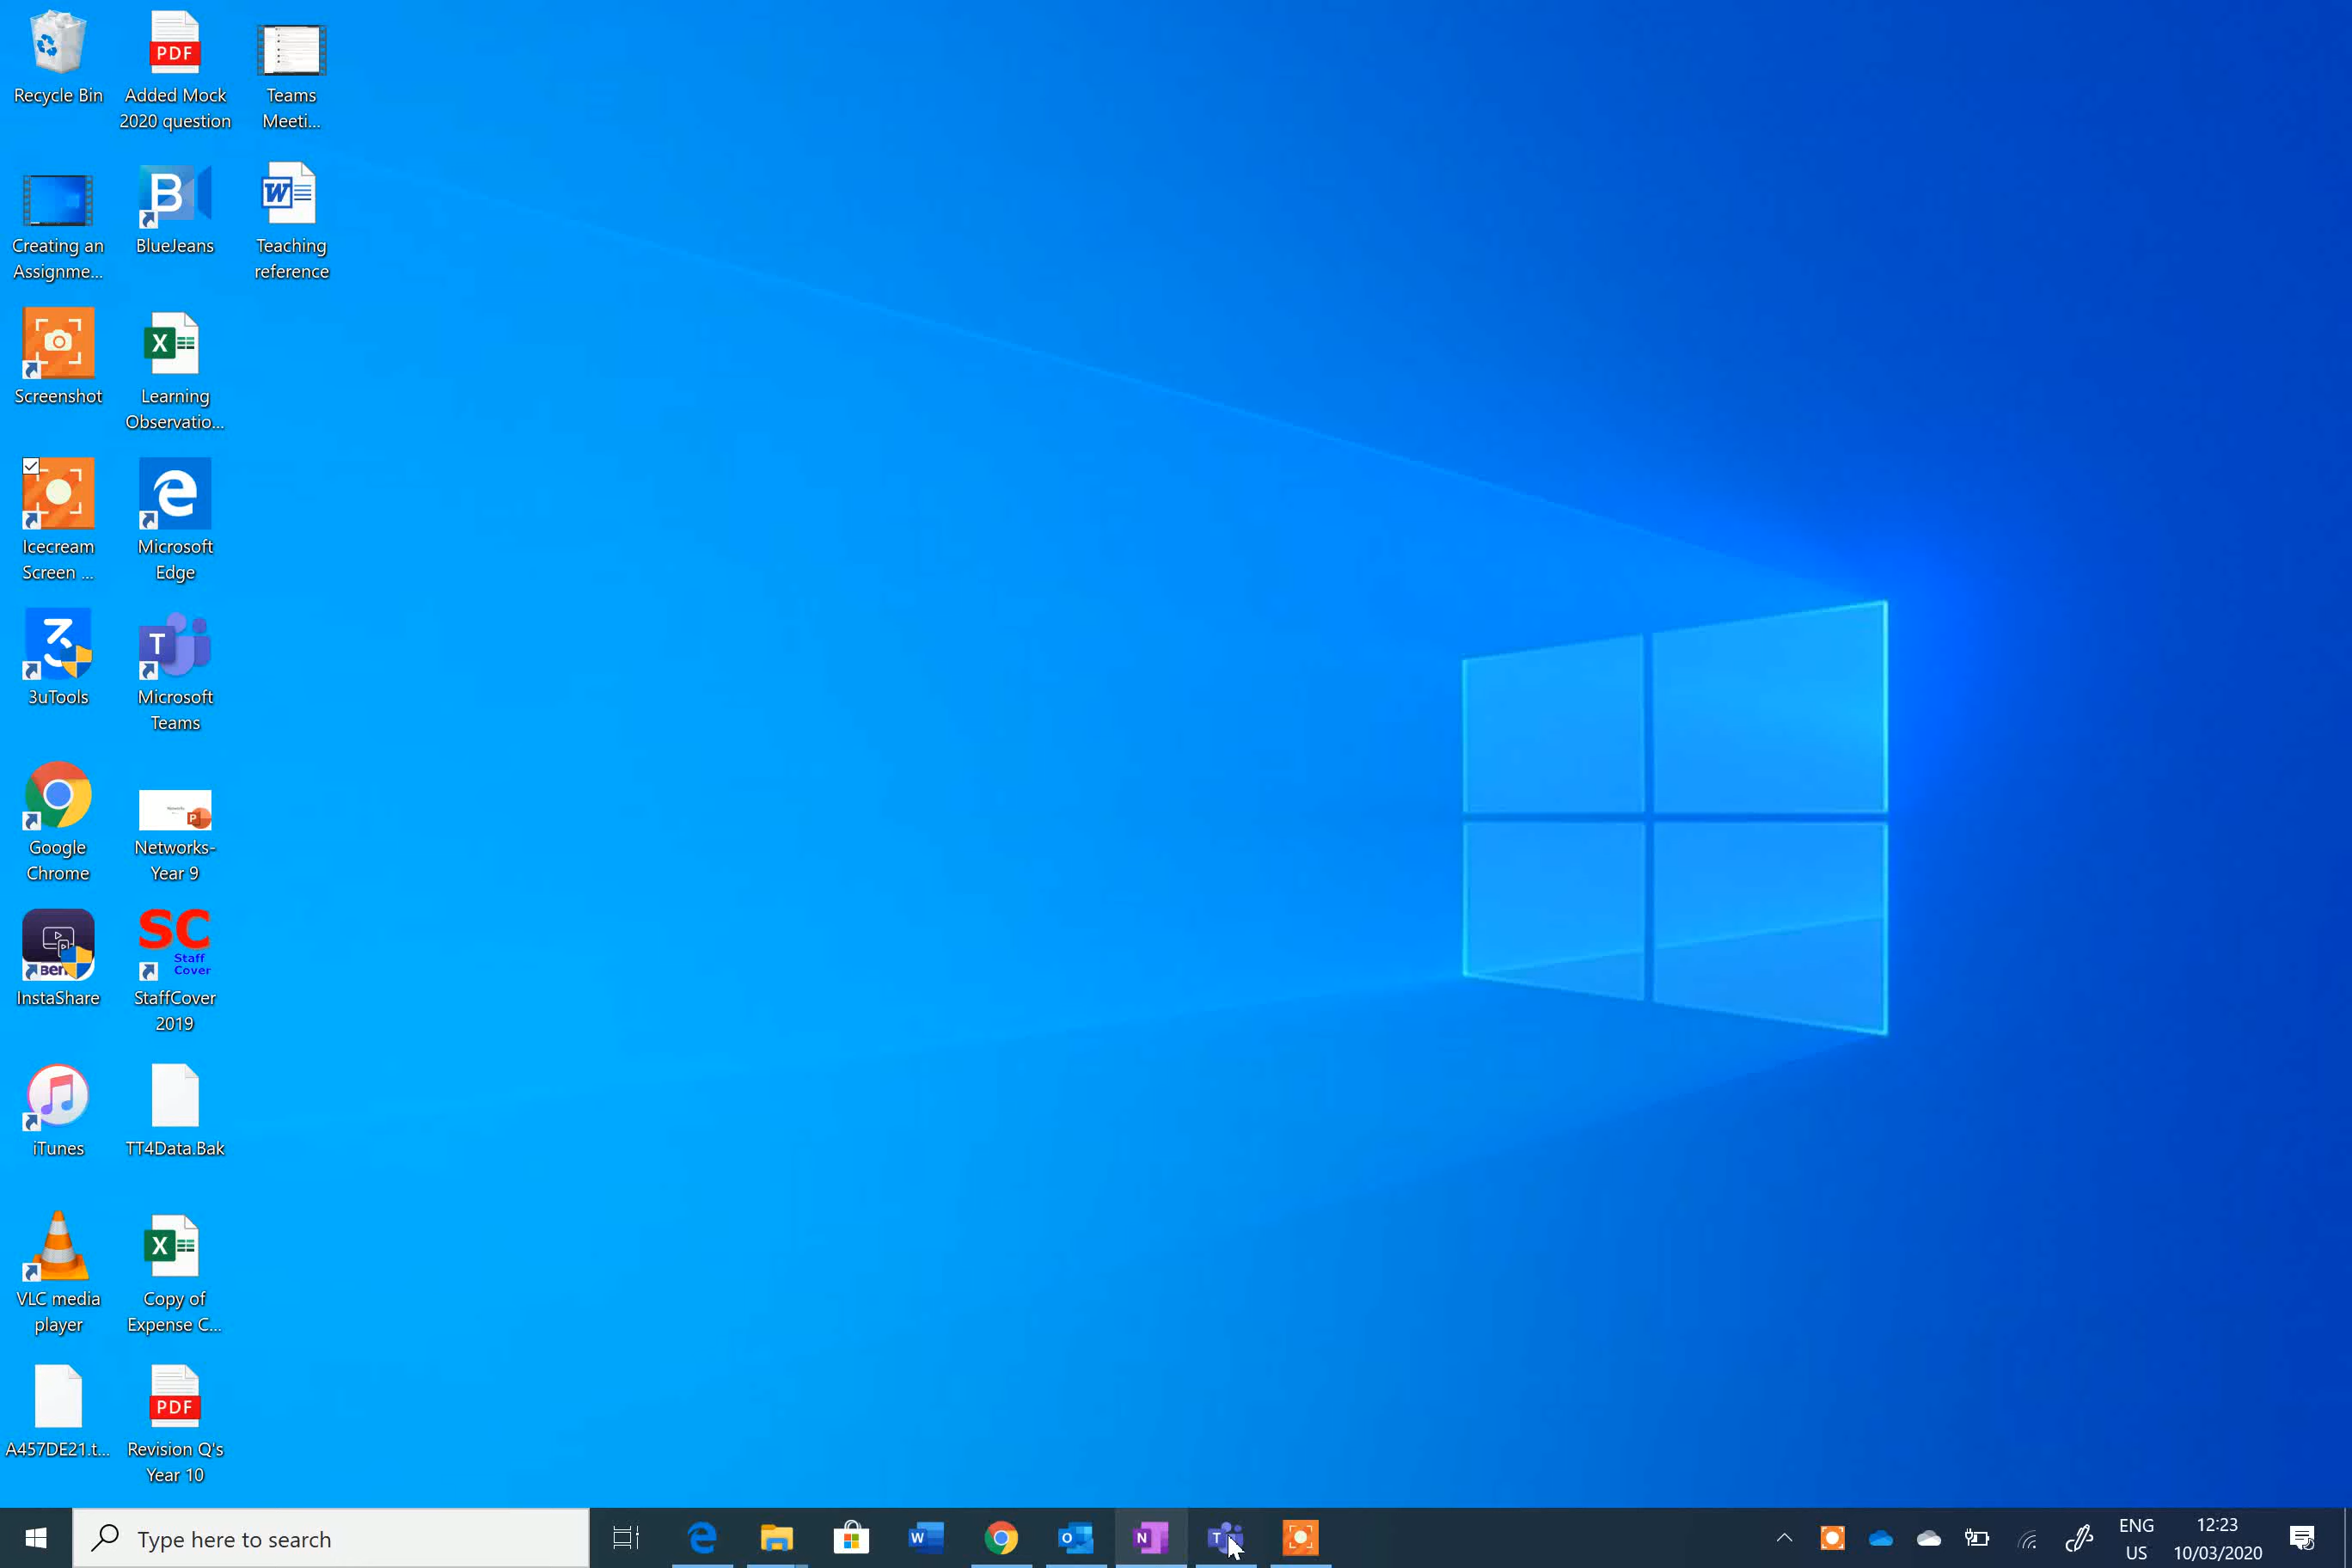 Recycle Bin
Added Mock
2020 question
Teams
Meeti...
Creating an
Assignme...
BlueJeans
Teaching
reference
Screenshot
Learning
Observatio...
Icecream
Screen ...
Microsoft
Edge
3uTools
Microsoft
Teams
Google
Chrome
Networks-
Year 9
InstaShare
SC
Staff
Cover
StaffCover
2019
iTunes
TT4Data.Bak
VLC media
player
Copy of
Expense C...
A457DE21.t...
PDF
Revision Q's
Year 10
Type here to search
ENG
US
12:23
10/03/2020